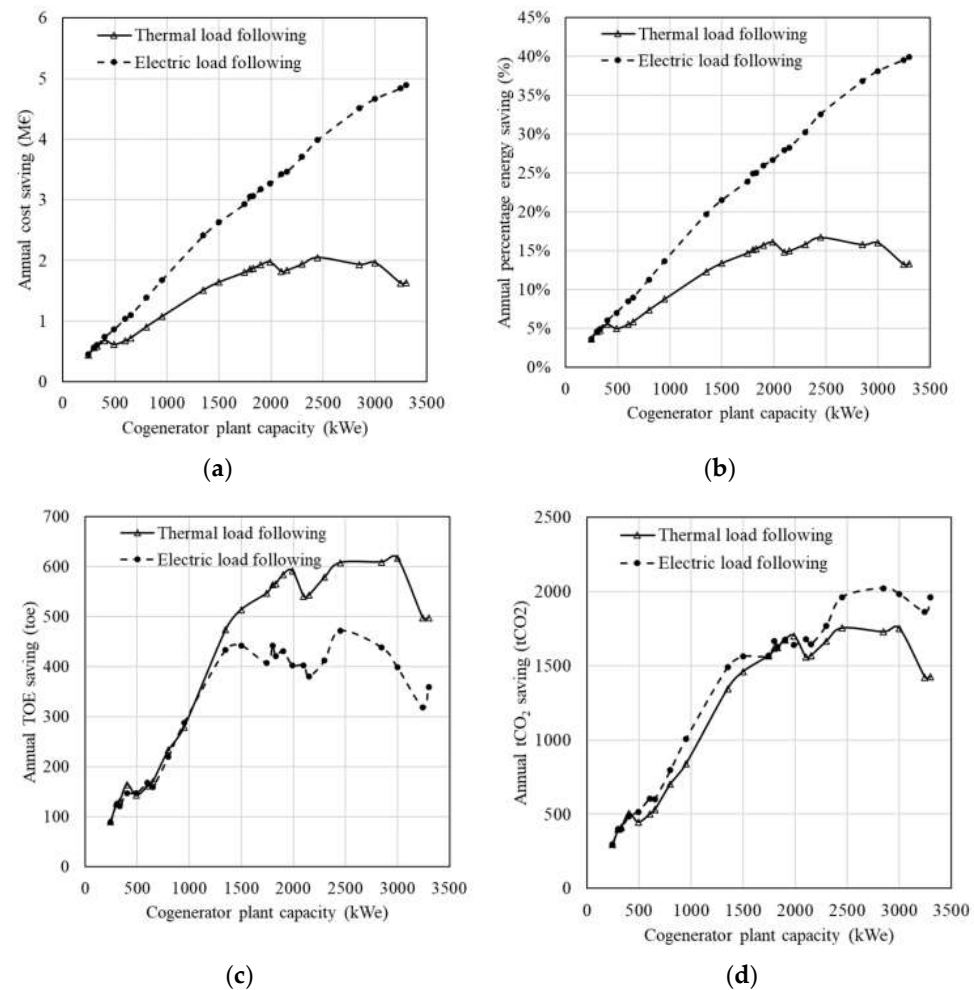 6
5
4
3
2
1
0
Annual cost saving (M€)
Thermal load following
Electric load following
0 500 1000 1500 2000 2500 3000 3500
Cogenerator plant capacity (kWe)
(a)
45%
40%
35%
30%
25%
20%
15%
10%
5%
0%
Annual percentage energy saving (%)
Thermal load following
Electric load following
0 500 1000 1500 2000 2500 3000 3500
Cogenerator plant capacity (kWe)
(b)
700
600
500
400
300
200
100
0
Annual TOE saving (toe)
Thermal load following
Electric load following
0 500 1000 1500 2000 2500 3000 3500
Cogenerator plant capacity (kWe)
(c)
2500
2000
1500
1000
500
0
Annual tCO₂ saving (tCO2)
Thermal load following
Electric load following
0 500 1000 1500 2000 2500 3000 3500
Cogenerator plant capacity (kWe)
(d)